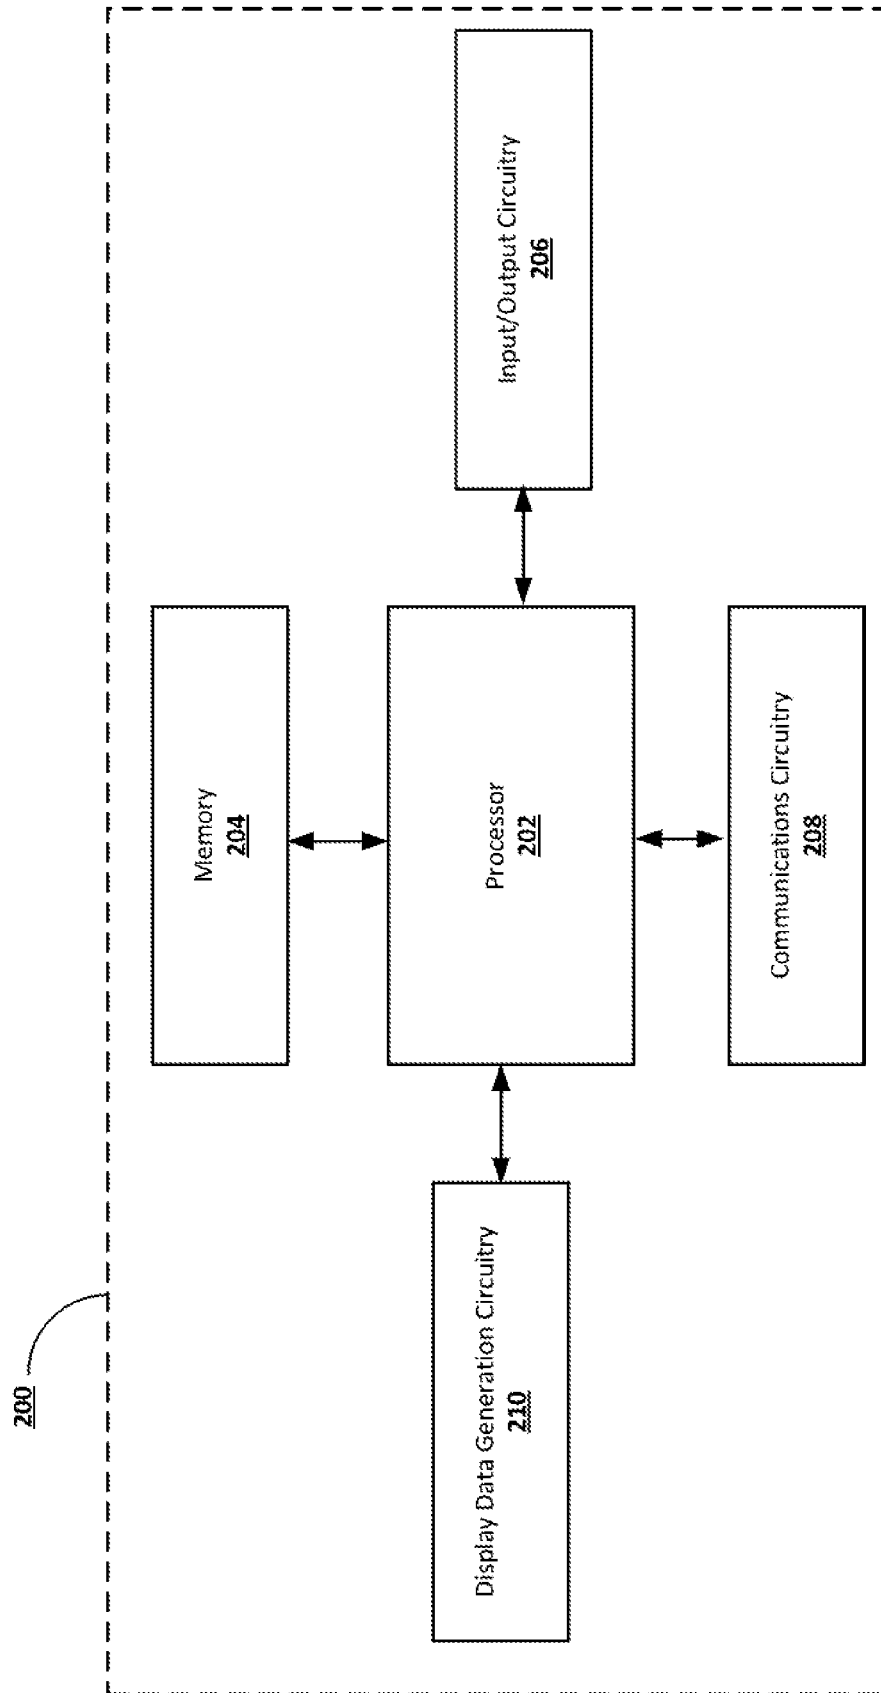 200
Memory
204
Display Data Generation Circuitry
210
Processor
202
Input/Output Circuitry
206
Communications Circuitry
208